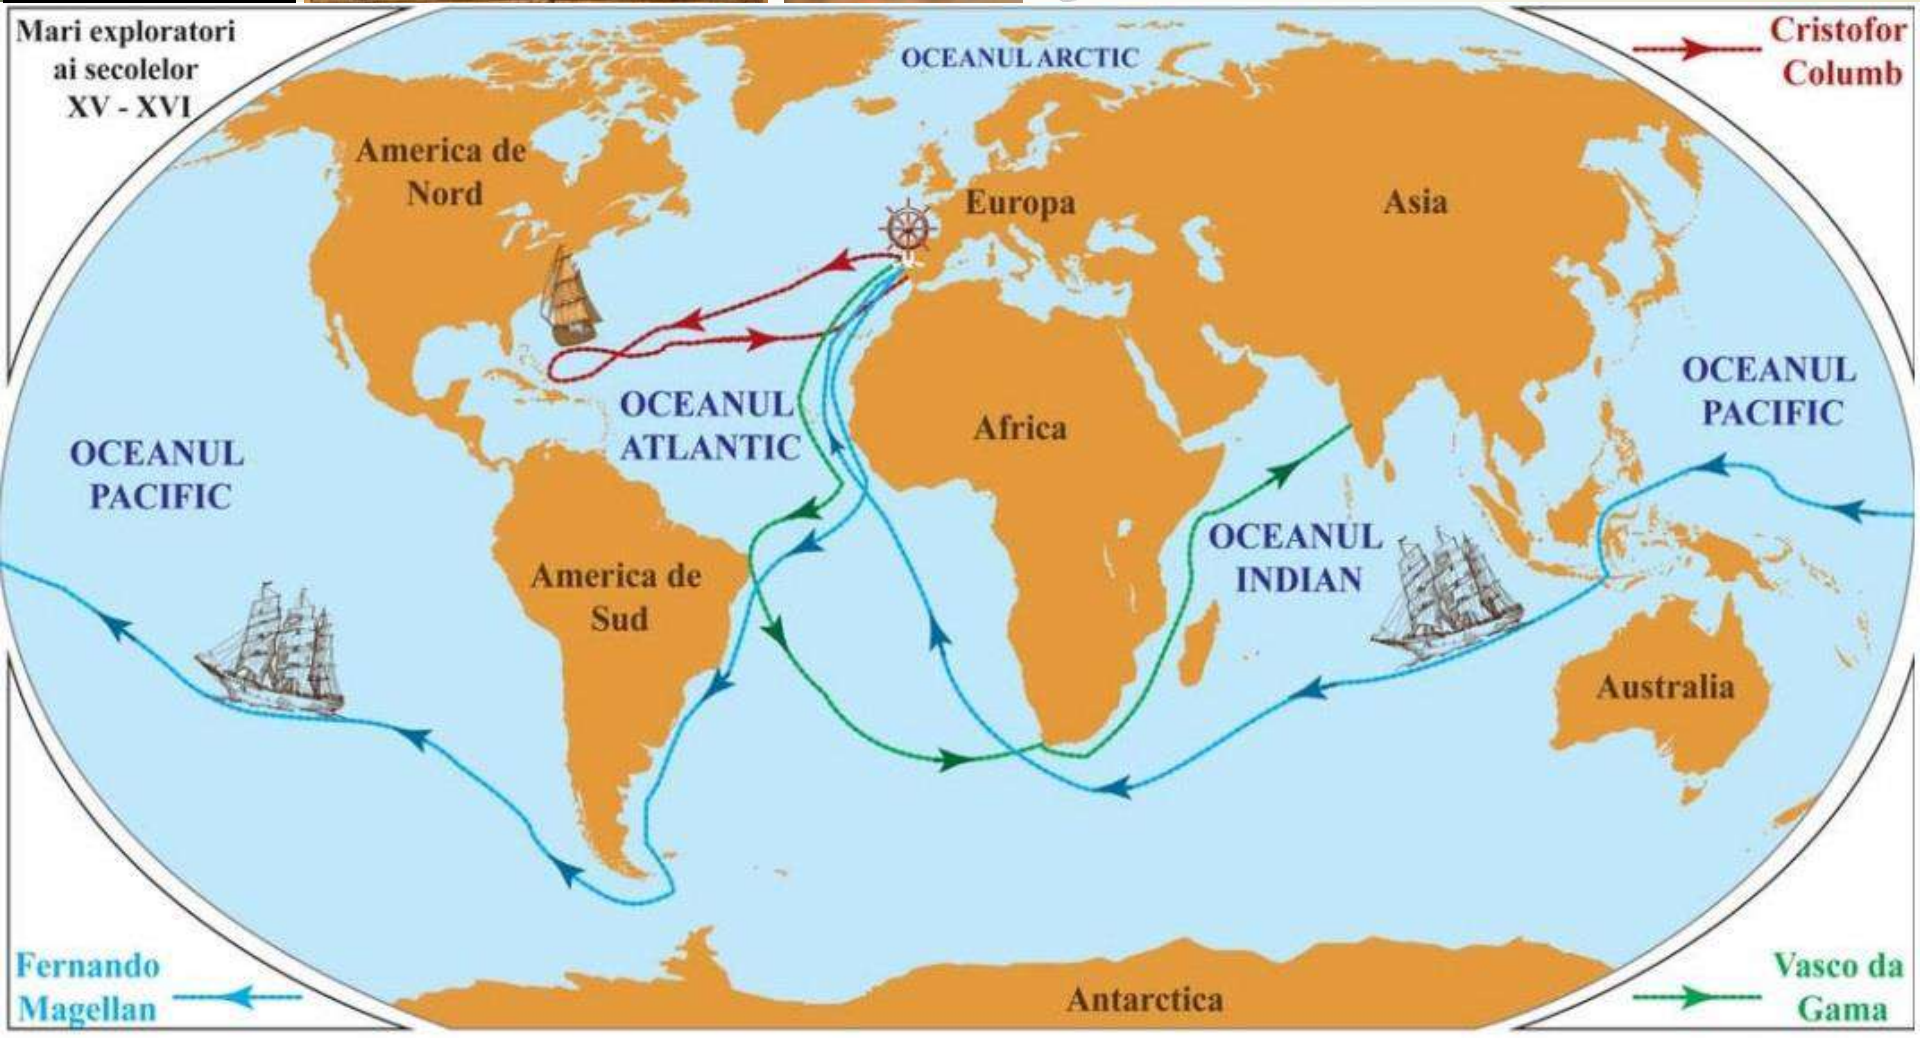 Mari exploratori
ai secolelor
XV - XVI
OCEANUL ARCTIC
Cristofor
Columb
America de
Nord
Europa
Asia
OCEANUL
PACIFIC
OCEANUL
ATLANTIC
Africa
OCEANUL
PACIFIC
America de
Sud
OCEANUL
INDIAN
Australia
Fernando
Magellan
Antarctica
Vasco da
Gama